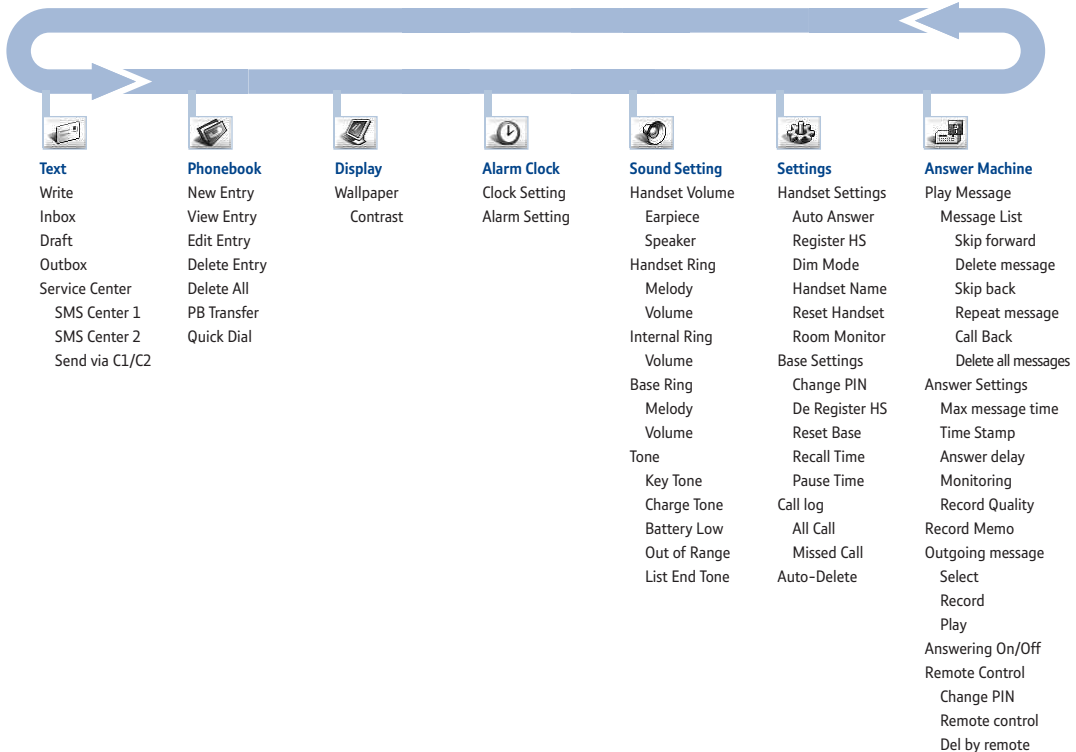 Text
Write
Inbox
Draft
Outbox
Service Center
SMS Center 1
SMS Center 2
Send via C1/C2
Phonebook
New Entry
View Entry
Edit Entry
Delete Entry
Delete All
PB Transfer
Quick Dial
Display
Wallpaper
Contrast
Alarm Clock
Clock Setting
Alarm Setting
Sound Setting
Handset Volume
Earpiece
Speaker
Handset Ring
Melody
Volume
Internal Ring
Volume
Base Ring
Melody
Volume
Tone
Key Tone
Charge Tone
Battery Low
Out of Range
List End Tone
Settings
Handset Settings
Auto Answer
Register HS
Dim Mode
Handset Name
Reset Handset
Room Monitor
Base Settings
Change PIN
De Register HS
Reset Base
Recall Time
Pause Time
Call log
All Call
Missed Call
Auto-Delete
Answer Machine
Play Message
Message List
Skip forward
Delete message
Skip back
Repeat message
Call Back
Delete all messages
Answer Settings
Max message time
Time Stamp
Answer delay
Monitoring
Record Quality
Record Memo
Outgoing message
Select
Record
Play
Answering On/Off
Remote Control
Change PIN
Remote control
Del by remote